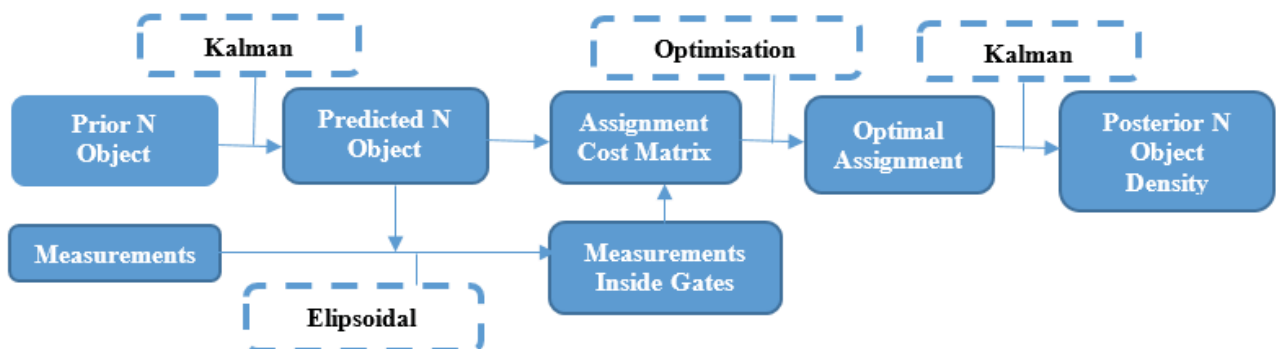 Kalman
Optimisation
Kalman
Prior N
Object
Predicted N
Object
Assignment
Cost Matrix
Optimal
Assignment
Posterior N
Object
Density
Measurements
Measurements
Inside Gates
Elipsoidal